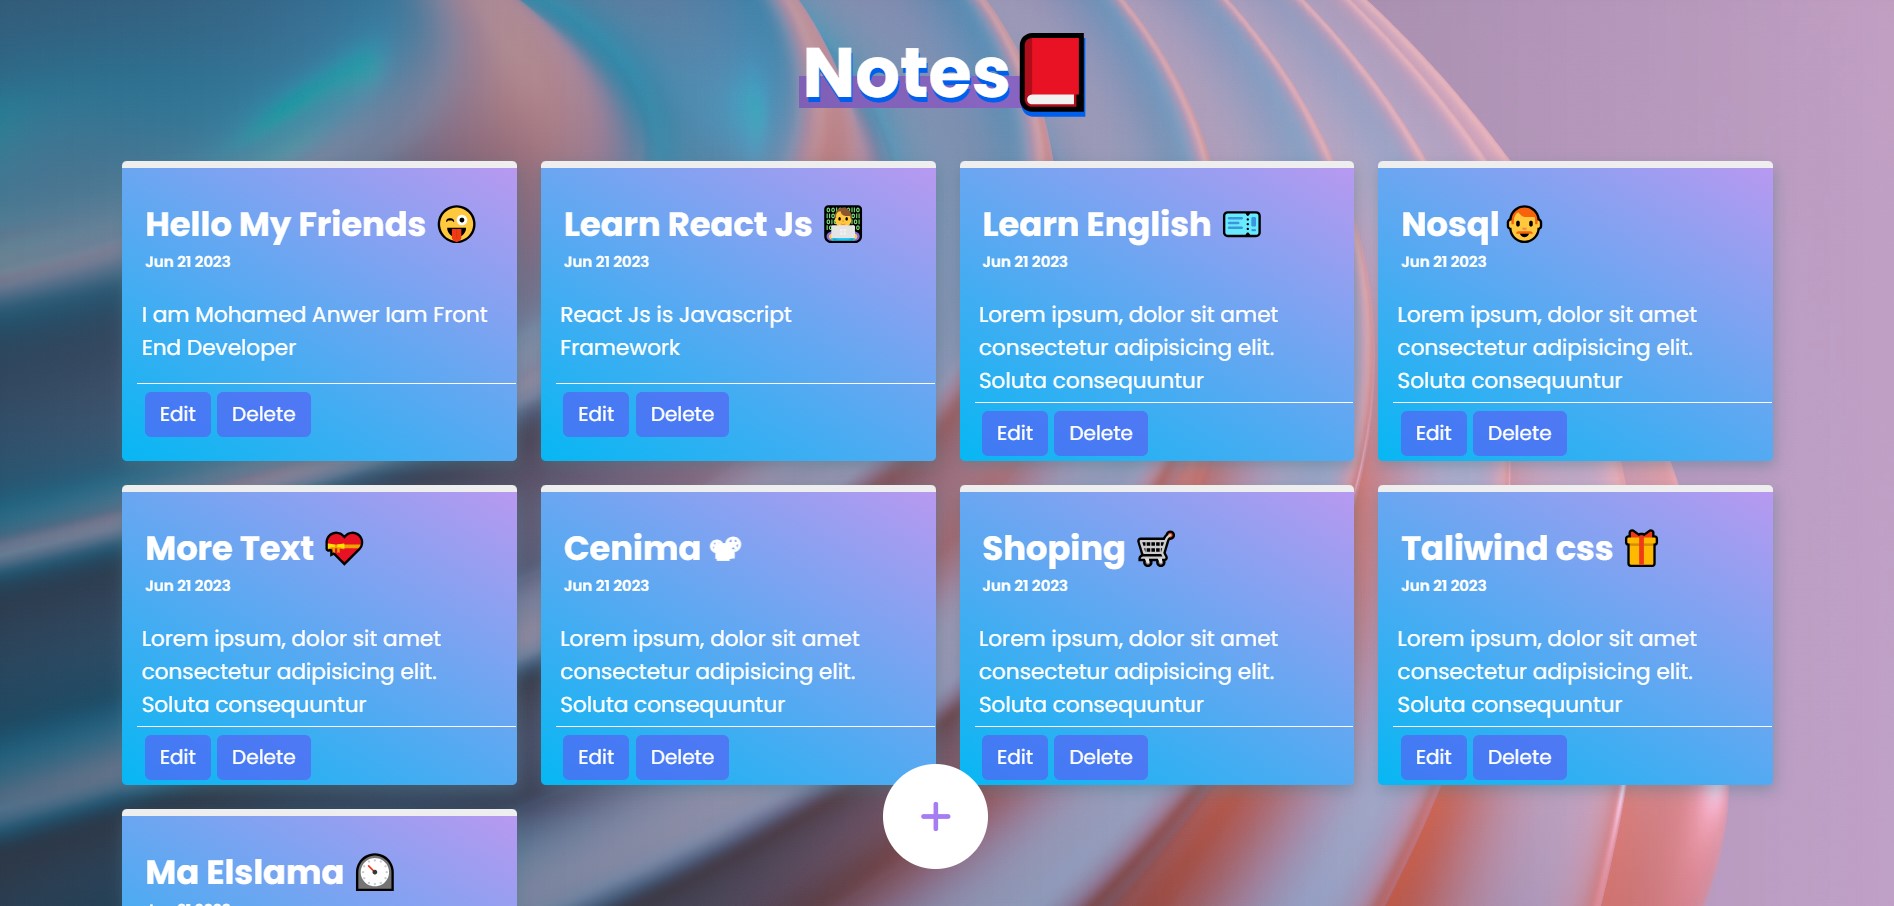 Notes📕
Hello My Friends 😜
Jun 21 2023
I am Mohamed Anwer Iam Front
End Developer
Edit Delete
Learn React Js 👨‍💻
Jun 21 2023
React Js is Javascript
Framework
Edit Delete
Learn English 🎫
Jun 21 2023
Lorem ipsum, dolor sit amet
consectetur adipisicing elit.
Soluta consequuntur
Edit Delete
Nosql 👨‍🦰
Jun 21 2023
Lorem ipsum, dolor sit amet
consectetur adipisicing elit.
Soluta consequuntur
Edit Delete
More Text 💝
Jun 21 2023
Lorem ipsum, dolor sit amet
consectetur adipisicing elit.
Soluta consequuntur
Edit Delete
Cenima 📽
Jun 21 2023
Lorem ipsum, dolor sit amet
consectetur adipisicing elit.
Soluta consequuntur
Edit Delete
Shoping 🛒
Jun 21 2023
Lorem ipsum, dolor sit amet
consectetur adipisicing elit.
Soluta consequuntur
Edit Delete
Taliwind css 🎁
Jun 21 2023
Lorem ipsum, dolor sit amet
consectetur adipisicing elit.
Soluta consequuntur
Edit Delete
+
Ma Elslama ⏲